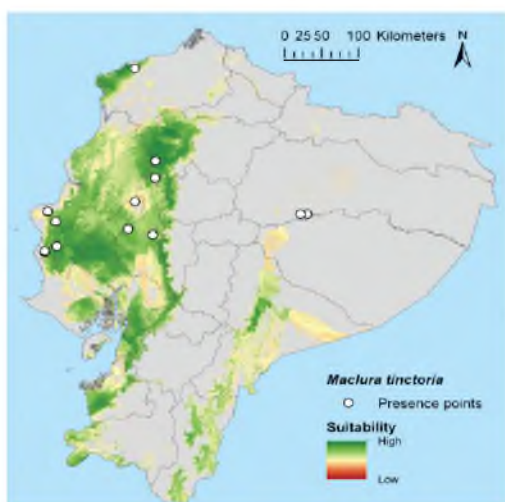 0 25 50 100 Kilometers
N
Maclura tinctoria
Presence points
Suitability
High
Low